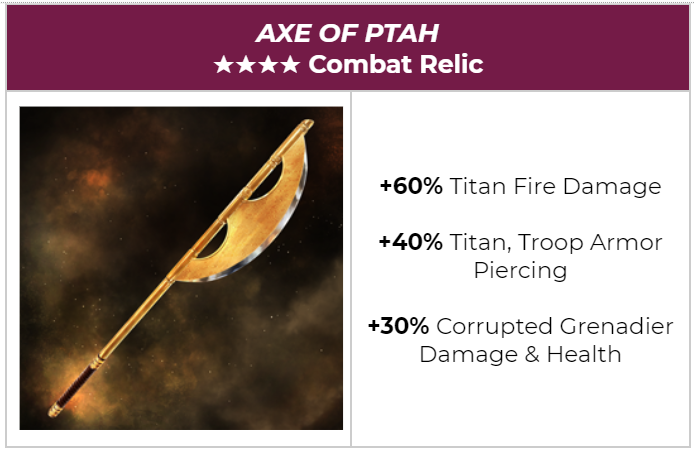 AXE OF PTAH
★★★★ Combat Relic
+60% Titan Fire Damage
+40% Titan, Troop Armor
Piercing
+30% Corrupted Grenadier
Damage & Health